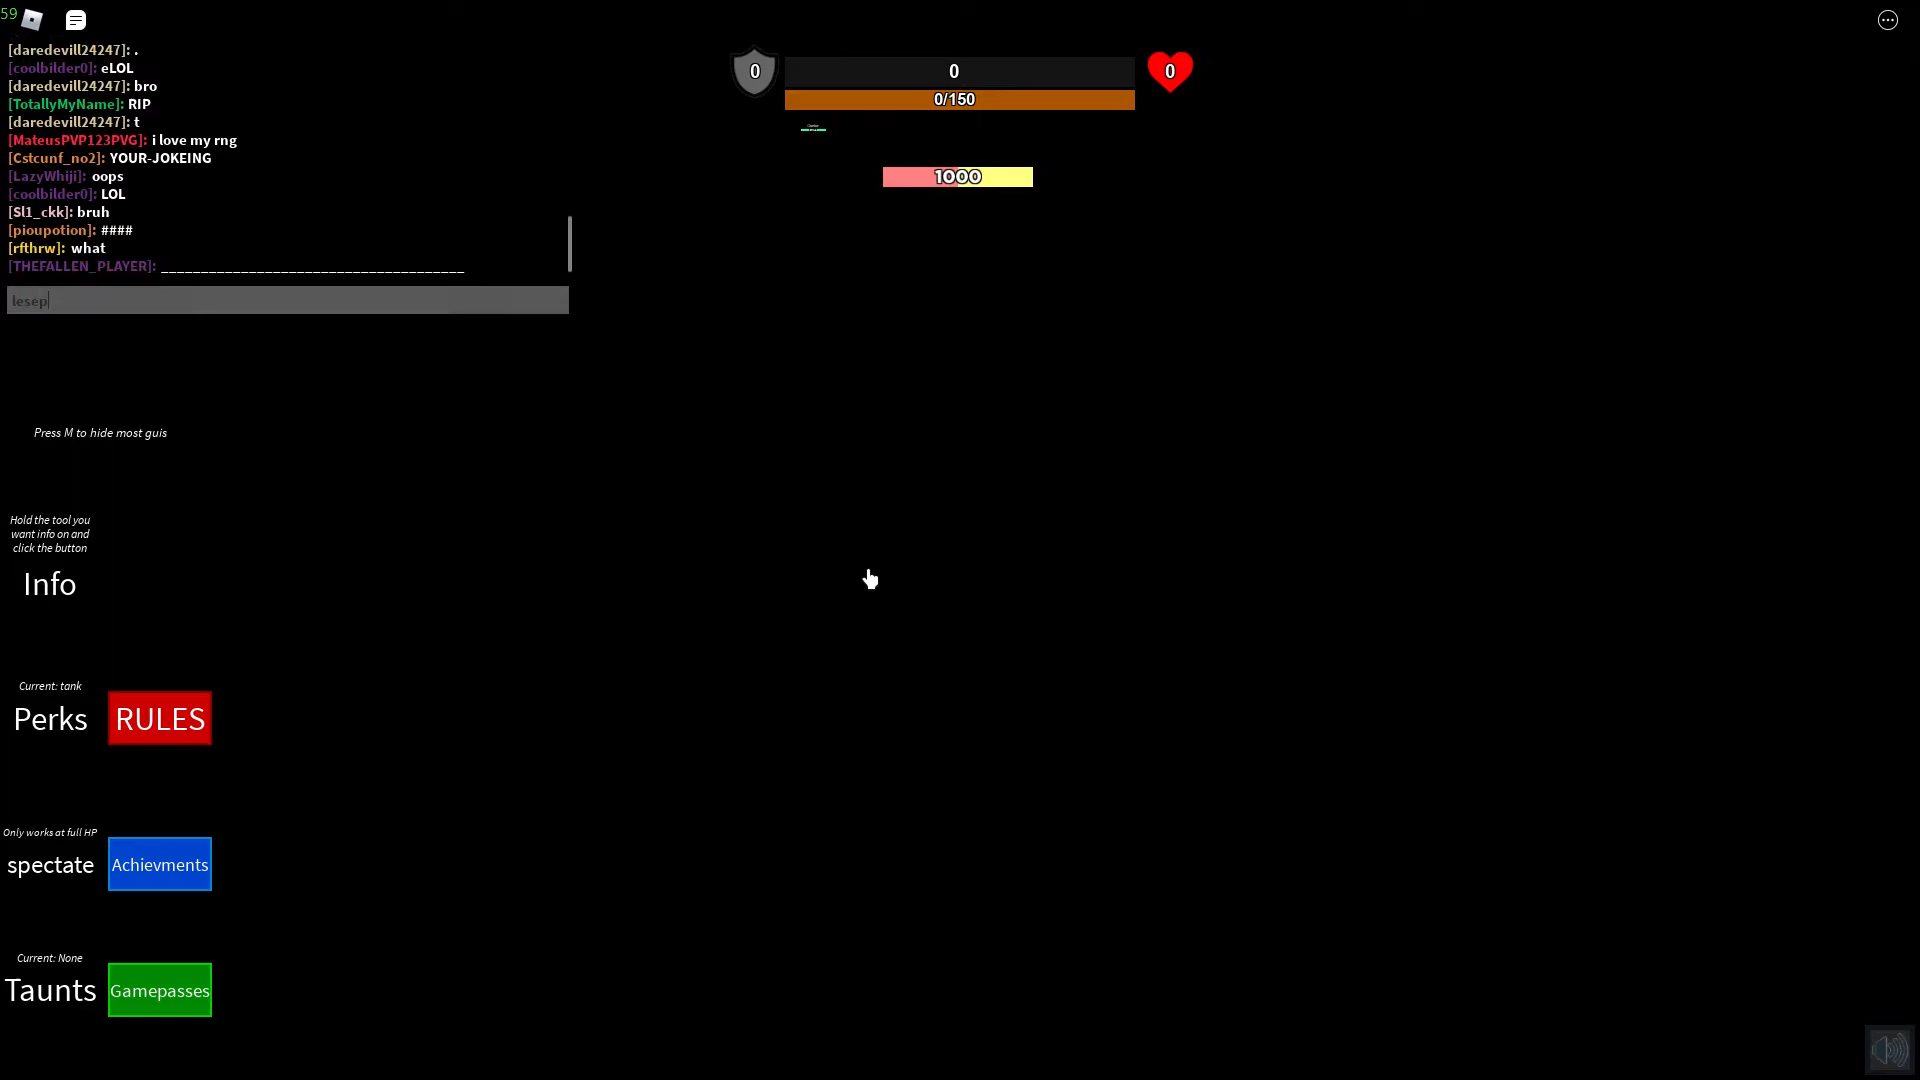 59
[daredevill24247]: .
[coolbilder0]: eLOL
[daredevill24247]: bro
[TotallyMyName]: RIP
[daredevill24247]: t
[MateusPVP123PVG]: i love my rng
[Cstcunf_no2]: YOUR-JOKEING
[LazyWhiji]: oops
[coolbilder0]: LOL
[Sl1_ckk]: bruh
[pioupotion]: ####
[rfthrw]: what
[THEFALLEN_PLAYER]: ______________________________________
lesep
0
0
0
0/150
1000
Press M to hide most guis
Hold the tool you
want info on and
click the button
Info
Current: tank
Perks
RULES
Only works at full HP
spectate
Achievments
Current: None
Taunts
Gamepasses